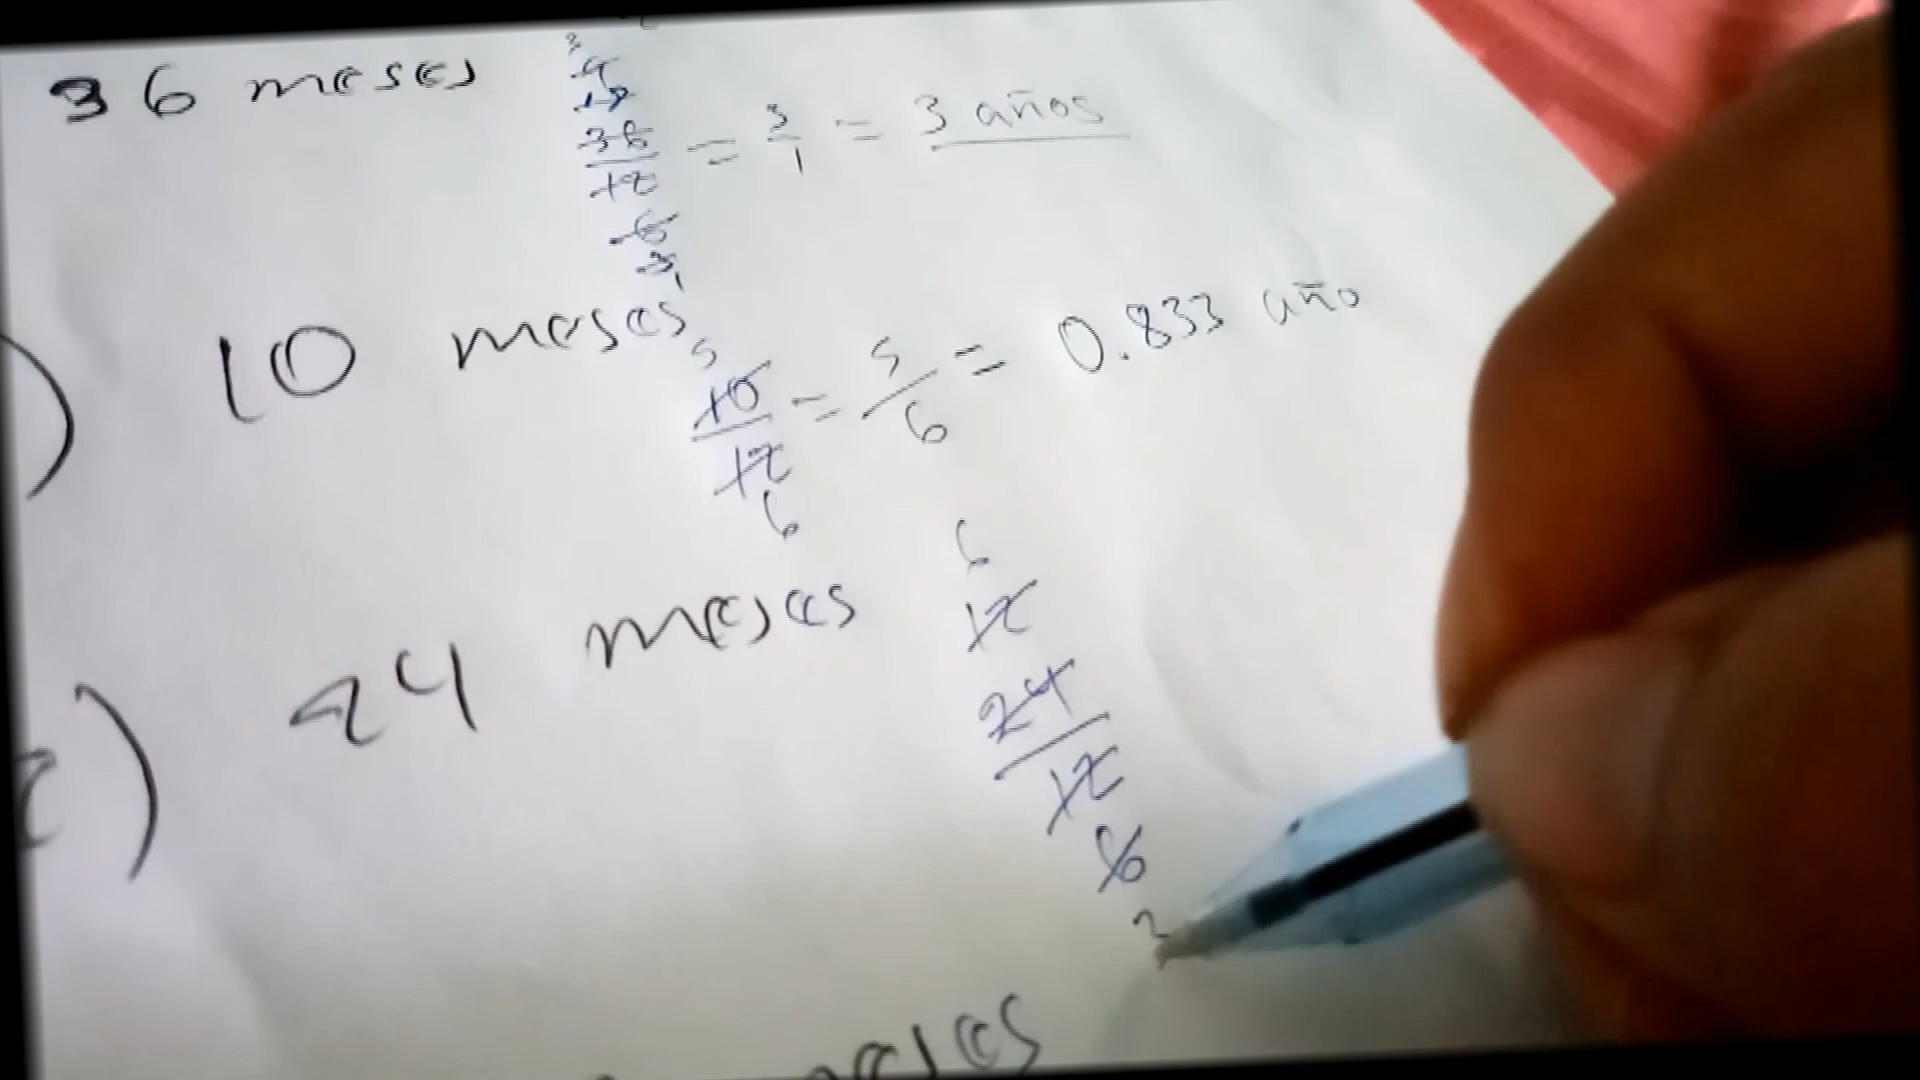 36 meses 36/12 = 3/1 = 3 años
) 10 meses 10/12 = 5/6 = 0.833 año
c) 24 meses 24/12
meses